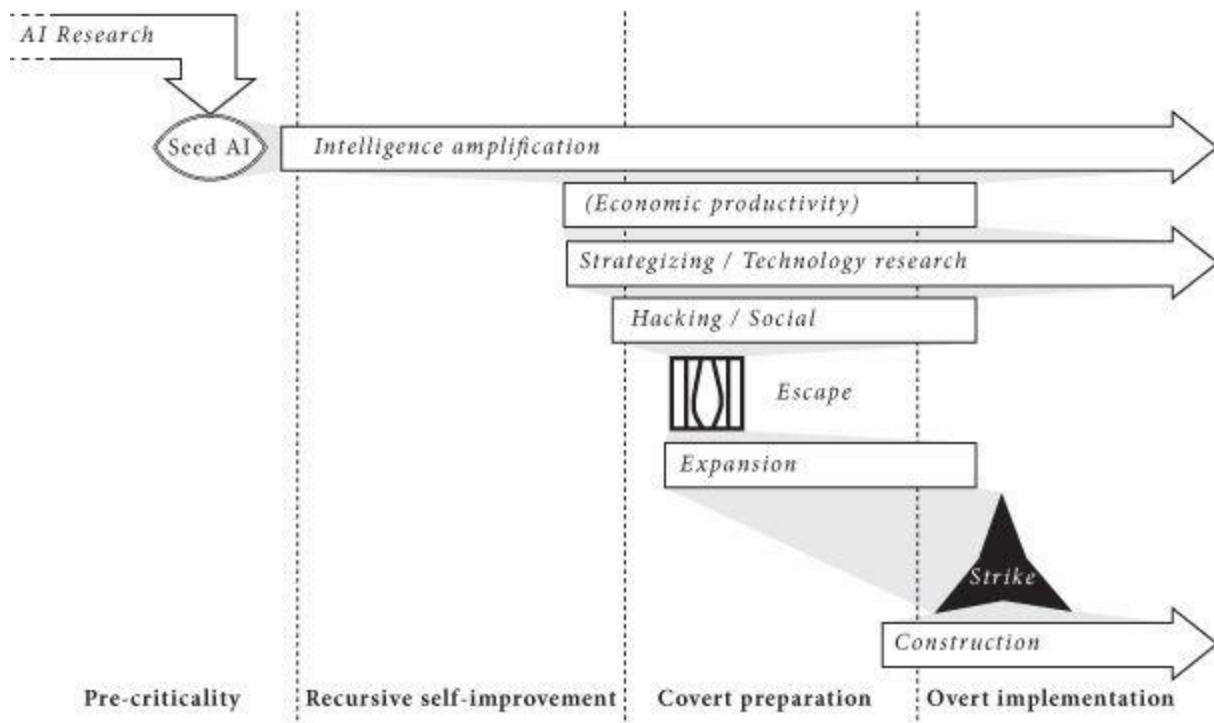 AI Research
Seed AI
Intelligence amplification
(Economic productivity)
Strategizing / Technology research
Hacking / Social
Escape
Expansion
Strike
Construction
Pre-criticality
Recursive self-improvement
Covert preparation
Overt implementation